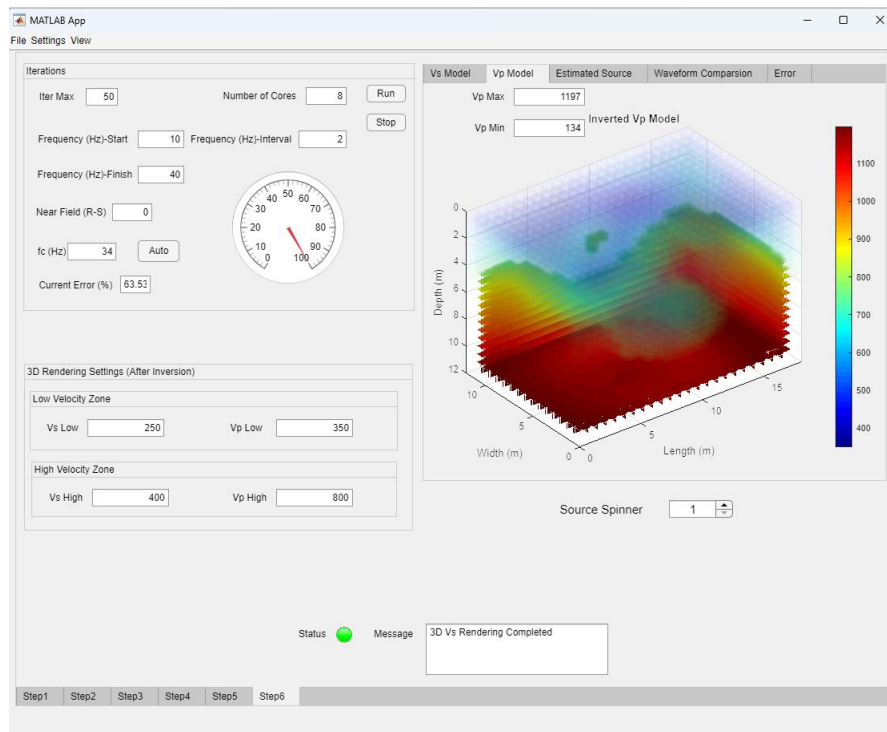 MATLAB App
File Settings View
Iterations
Iter Max 50 Number of Cores 8 Run
Stop
Frequency (Hz)-Start 10 Frequency (Hz)-Interval 2
Frequency (Hz)-Finish 40
Near Field (R-S) 0
fc (Hz) 34 Auto
Current Error (%) 63.53
0 10 20 30 40 50 60 70 80 90 100
3D Rendering Settings (After Inversion)
Low Velocity Zone
Vs Low 250 Vp Low 350
High Velocity Zone
Vs High 400 Vp High 800
Vs Model Vp Model Estimated Source Waveform Comparsion Error
Vp Max 1197
Vp Min 134
Inverted Vp Model
Depth (m)
0
2
4
6
8
10
12
Width (m)
10 5 0
Length (m)
0 5 10 15
1100
1000
900
800
700
600
500
400
Source Spinner 1
Status Message 3D Vs Rendering Completed
Step1 Step2 Step3 Step4 Step5 Step6